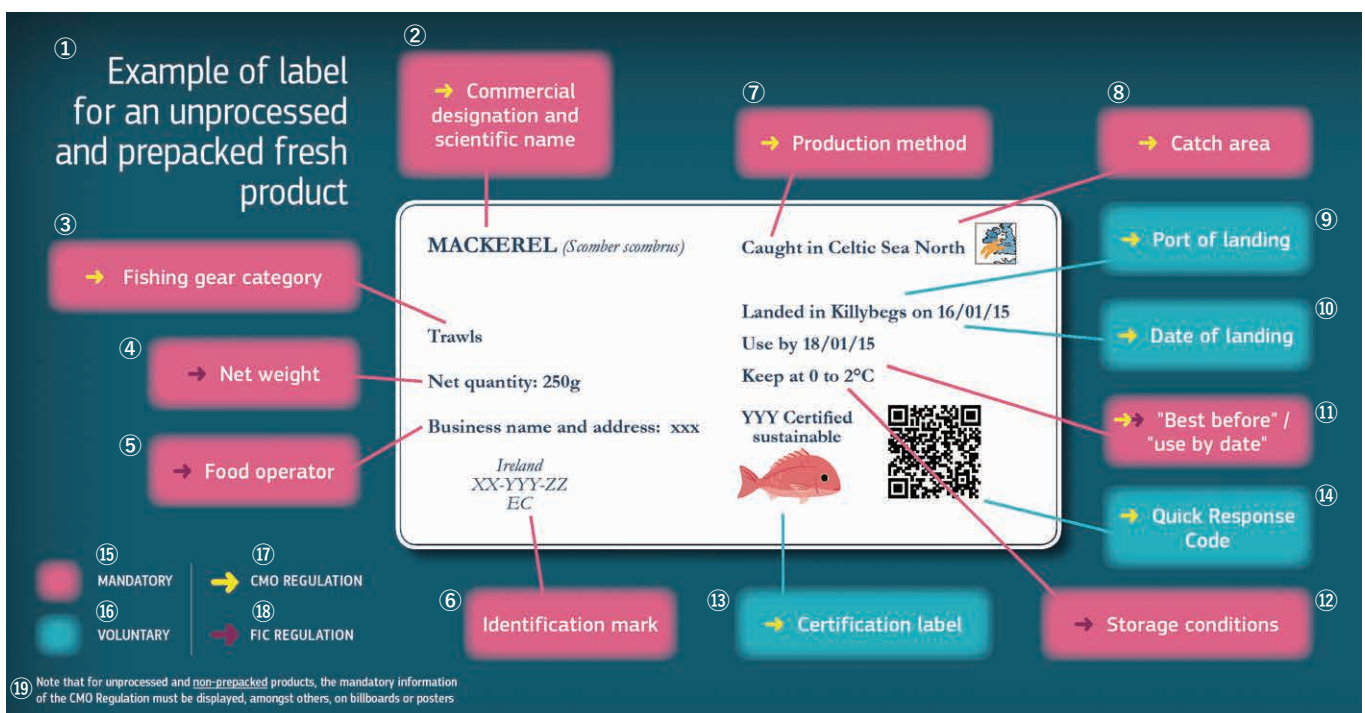 ①
Example of label
for an unprocessed
and prepacked fresh
product
②
→ Commercial
designation and
scientific name
⑦
→ Production method
⑧
→ Catch area
③
→ Fishing gear category
④
→ Net weight
⑤
→ Food operator
MACKEREL (Scomber scombrus)
Trawls
Net quantity: 250g
Business name and address: xxx
Ireland
XX-YYY-ZZ
EC
Caught in Celtic Sea North
Landed in Killybegs on 16/01/15
Use by 18/01/15
Keep at 0 to 2°C
YYY Certified
sustainable
⑨
→ Port of landing
⑩
→ Date of landing
⑪
→→ "Best before" /
"use by date"
⑭
→ Quick Response
Code
⑮
MANDATORY
⑯
VOLUNTARY
⑰
→ CMO REGULATION
⑱
→ FIC REGULATION
⑥
Identification mark
⑬
→ Certification label
⑫
→ Storage conditions
⑲ Note that for unprocessed and non-prepacked products, the mandatory information
of the CMO Regulation must be displayed, amongst others, on billboards or posters